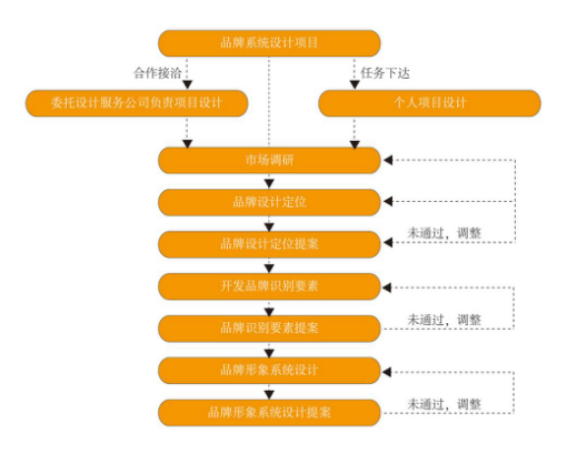 品牌系统设计项目
合作接洽
任务下达
委托设计服务公司负责项目设计
个人项目设计
市场调研
品牌设计定位
品牌设计定位提案
未通过，调整
开发品牌识别要素
品牌识别要素提案
未通过，调整
品牌形象系统设计
品牌形象系统设计提案
未通过，调整